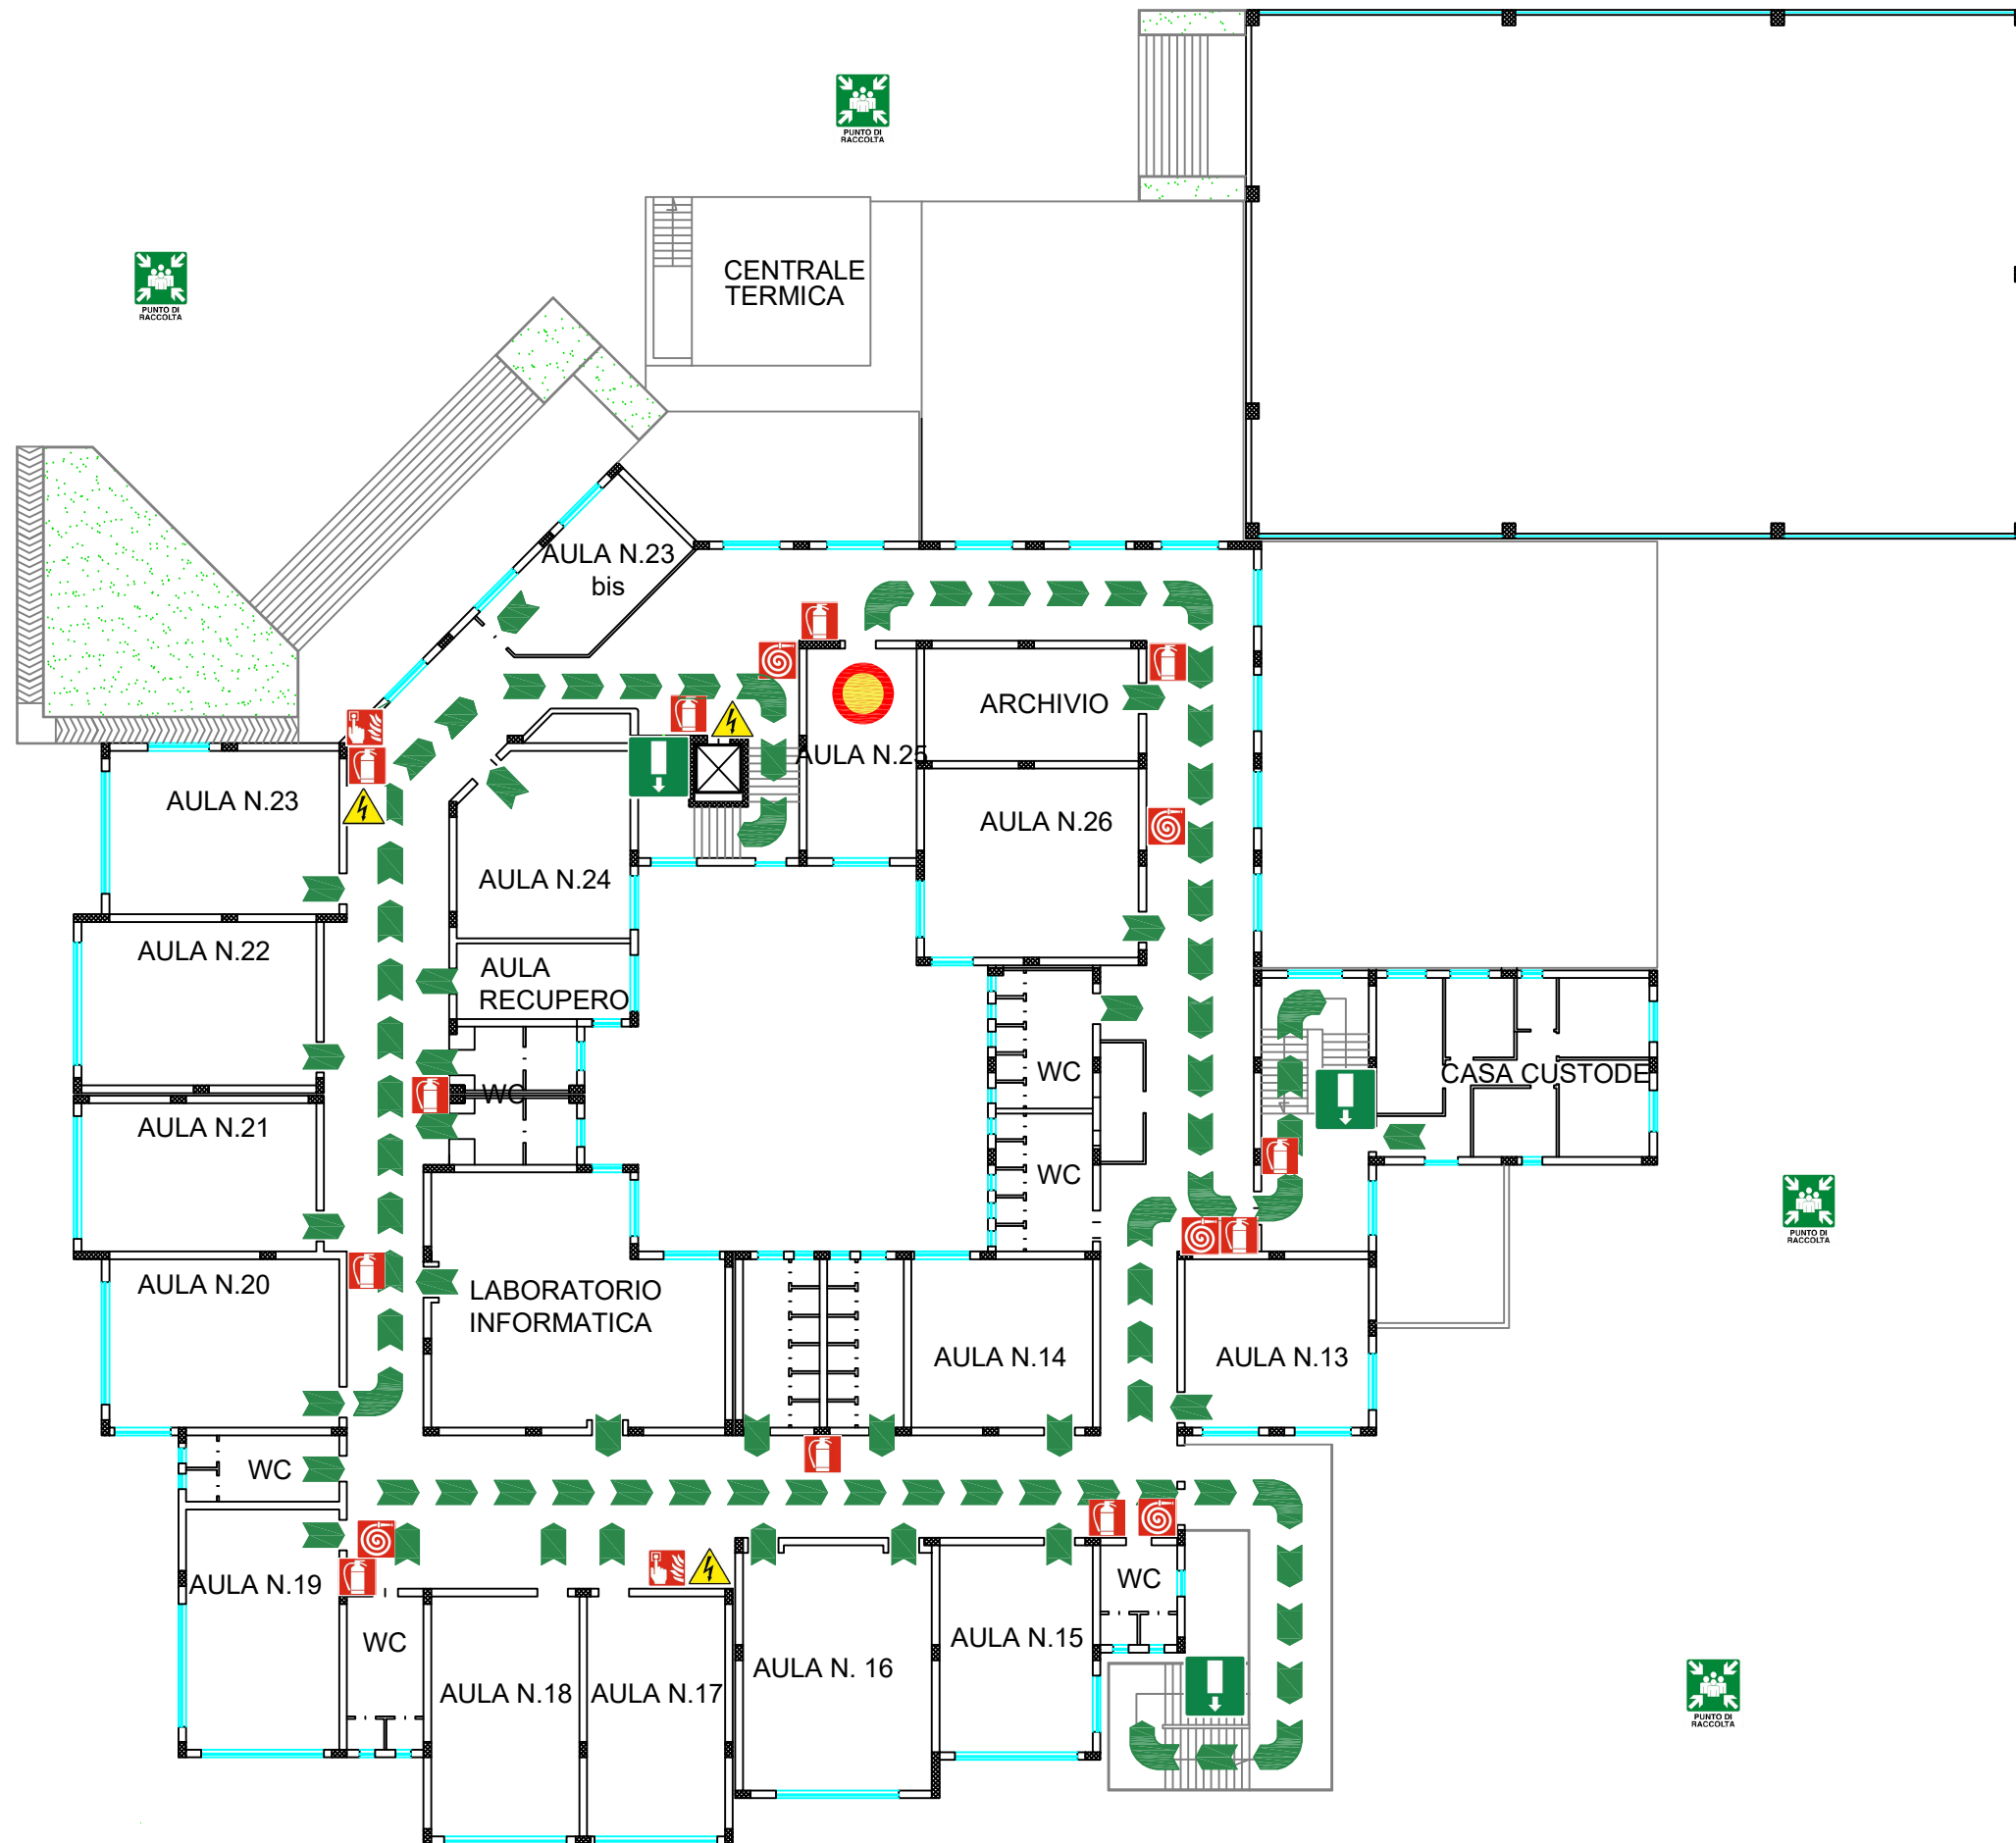 PUNTO DI
RACCOLTA
PUNTO DI
RACCOLTA
CENTRALE
TERMICA
AULA N.23
bis
ARCHIVIO
AULA N.25
AULA N.23
AULA N.26
AULA N.24
AULA N.22
AULA
RECUPERO
WC
CASA CUSTODE
WC
AULA N.21
WC
PUNTO DI
RACCOLTA
AULA N.20
LABORATORIO
INFORMATICA
AULA N.14
AULA N.13
WC
AULA N.19
WC
WC
AULA N.15
AULA N. 16
AULA N.18
AULA N.17
PUNTO DI
RACCOLTA